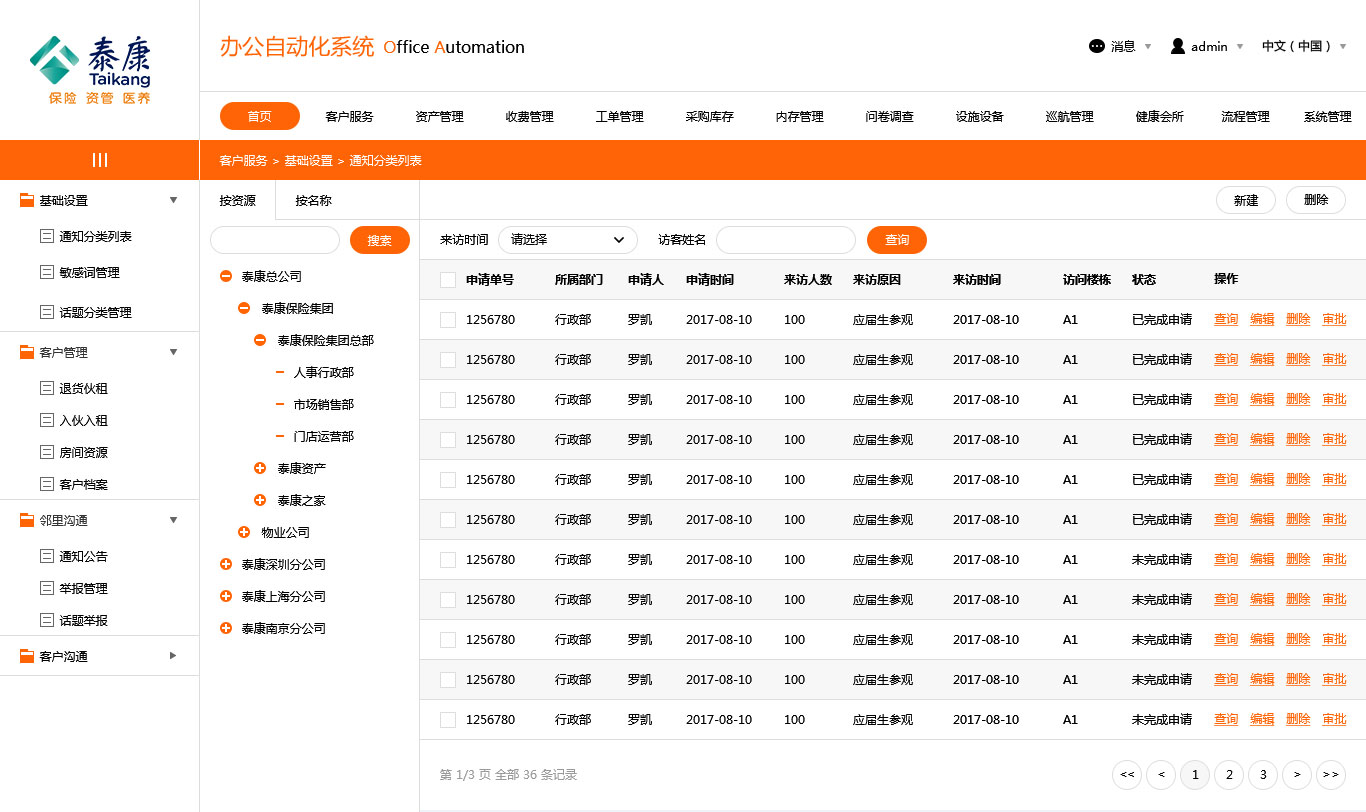 泰康
Taikang
保险 资管 医养
办公自动化系统 Office Automation
消息 admin 中文 ( 中国 )
首页 客户服务 资产管理 收费管理 工单管理 采购库存 内存管理 问卷调查 设施设备 巡航管理 健康会所 流程管理 系统管理
客户服务 > 基础设置 > 通知分类列表
基础设置
通知分类列表
敏感词管理
话题分类管理
客户管理
退货伙租
入伙入租
房间资源
客户档案
邻里沟通
通知公告
举报管理
话题举报
客户沟通
按资源 按名称
搜索
泰康总公司
泰康保险集团
泰康保险集团总部
人事行政部
市场销售部
门店运营部
泰康资产
泰康之家
物业公司
泰康深圳分公司
泰康上海分公司
泰康南京分公司
新建 删除
来访时间 请选择 访客姓名 查询
申请单号 所属部门 申请人 申请时间 来访人数 来访原因 来访时间 访问楼栋 状态 操作
1256780 行政部 罗凯 2017-08-10 100 应届生参观 2017-08-10 A1 已完成申请 查询 编辑 删除 审批
1256780 行政部 罗凯 2017-08-10 100 应届生参观 2017-08-10 A1 已完成申请 查询 编辑 删除 审批
1256780 行政部 罗凯 2017-08-10 100 应届生参观 2017-08-10 A1 已完成申请 查询 编辑 删除 审批
1256780 行政部 罗凯 2017-08-10 100 应届生参观 2017-08-10 A1 已完成申请 查询 编辑 删除 审批
1256780 行政部 罗凯 2017-08-10 100 应届生参观 2017-08-10 A1 已完成申请 查询 编辑 删除 审批
1256780 行政部 罗凯 2017-08-10 100 应届生参观 2017-08-10 A1 已完成申请 查询 编辑 删除 审批
1256780 行政部 罗凯 2017-08-10 100 应届生参观 2017-08-10 A1 未完成申请 查询 编辑 删除 审批
1256780 行政部 罗凯 2017-08-10 100 应届生参观 2017-08-10 A1 未完成申请 查询 编辑 删除 审批
1256780 行政部 罗凯 2017-08-10 100 应届生参观 2017-08-10 A1 未完成申请 查询 编辑 删除 审批
1256780 行政部 罗凯 2017-08-10 100 应届生参观 2017-08-10 A1 未完成申请 查询 编辑 删除 审批
1256780 行政部 罗凯 2017-08-10 100 应届生参观 2017-08-10 A1 未完成申请 查询 编辑 删除 审批
第 1/3 页 全部 36 条记录 << < 1 2 3 > >>